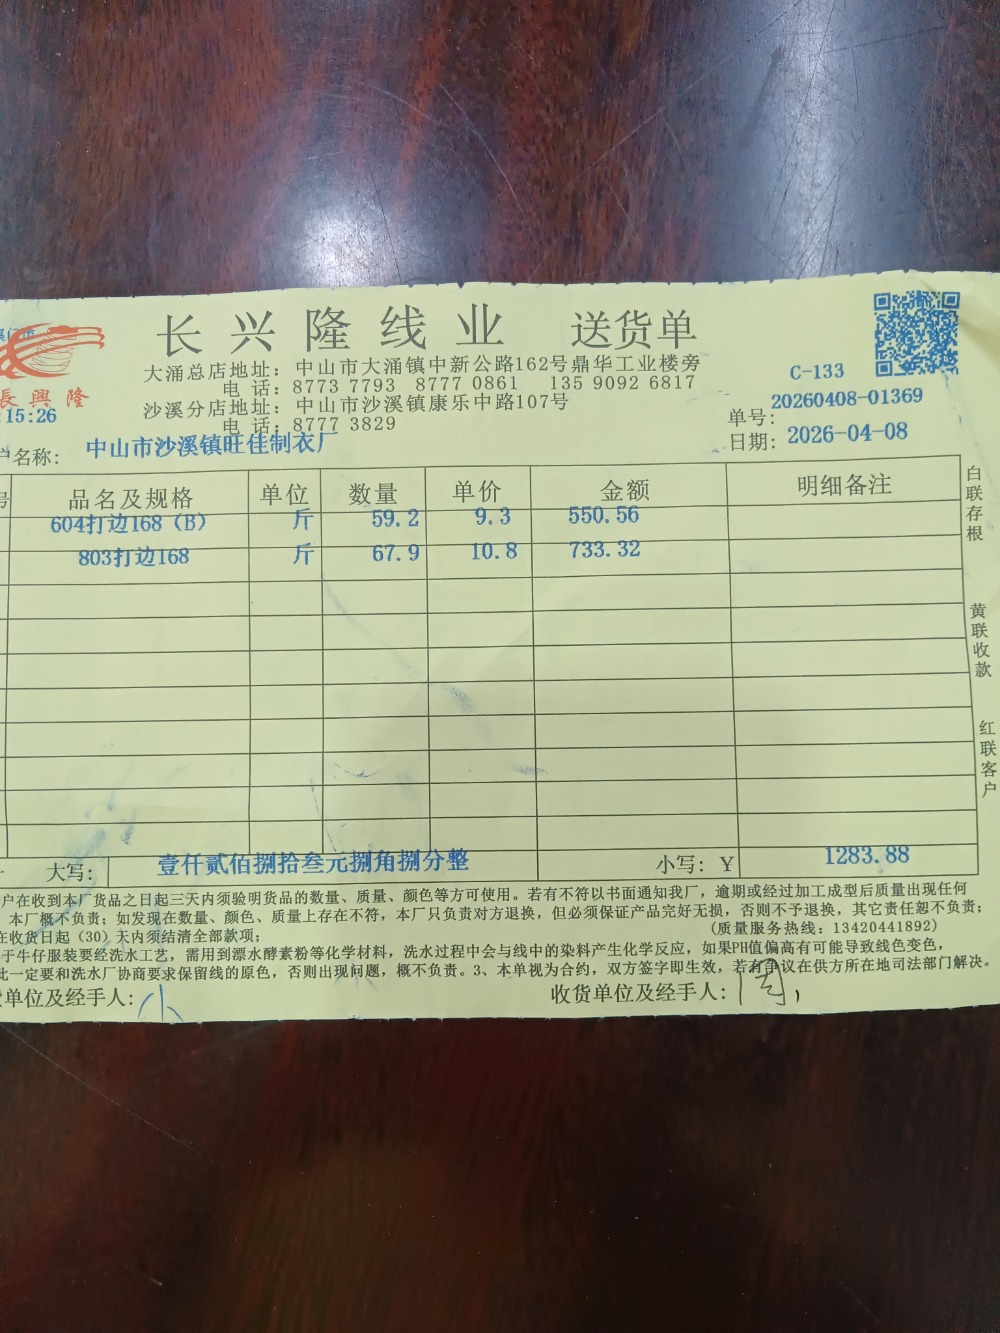 长兴隆线业 送货单
長興隆
大涌总店地址：中山市大涌镇中新公路162号鼎华工业楼旁
电 话：8773 7793 8777 0861 135 9092 6817
沙溪分店地址：中山市沙溪镇康乐中路107号
电 话：8777 3829
C-133
:15:26
单号：20260408-01369
日期：2026-04-08
户名称：中山市沙溪镇旺佳制衣厂
号 品名及规格 单位 数量 单价 金额 明细备注
604打边168（B） 斤 59.2 9.3 550.56
803打边168 斤 67.9 10.8 733.32
大写：壹仟贰佰捌拾叁元捌角捌分整 小写：Y 1283.88
白联存根
黄联收款
红联客户
户在收到本厂货品之日起三天内须验明货品的数量、质量、颜色等方可使用。若有不符以书面通知我厂，逾期或经过加工成型后质量出现任何
本厂概不负责；如发现在数量、颜色、质量上存在不符，本厂只负责对方退换，但必须保证产品完好无损，否则不予退换，其它责任恕不负责；
在收货日起（30）天内须结清全部款项；
（质量服务热线：13420441892）
于牛仔服装要经洗水工艺，需用到漂水酵素粉等化学材料，洗水过程中会与线中的染料产生化学反应，如果PH值偏高有可能导致线色变色，
此一定要和洗水厂协商要求保留线的原色，否则出现问题，概不负责。3、本单视为合约，双方签字即生效，若有争议在供方所在地司法部门解决。
货单位及经手人：小
收货单位及经手人：